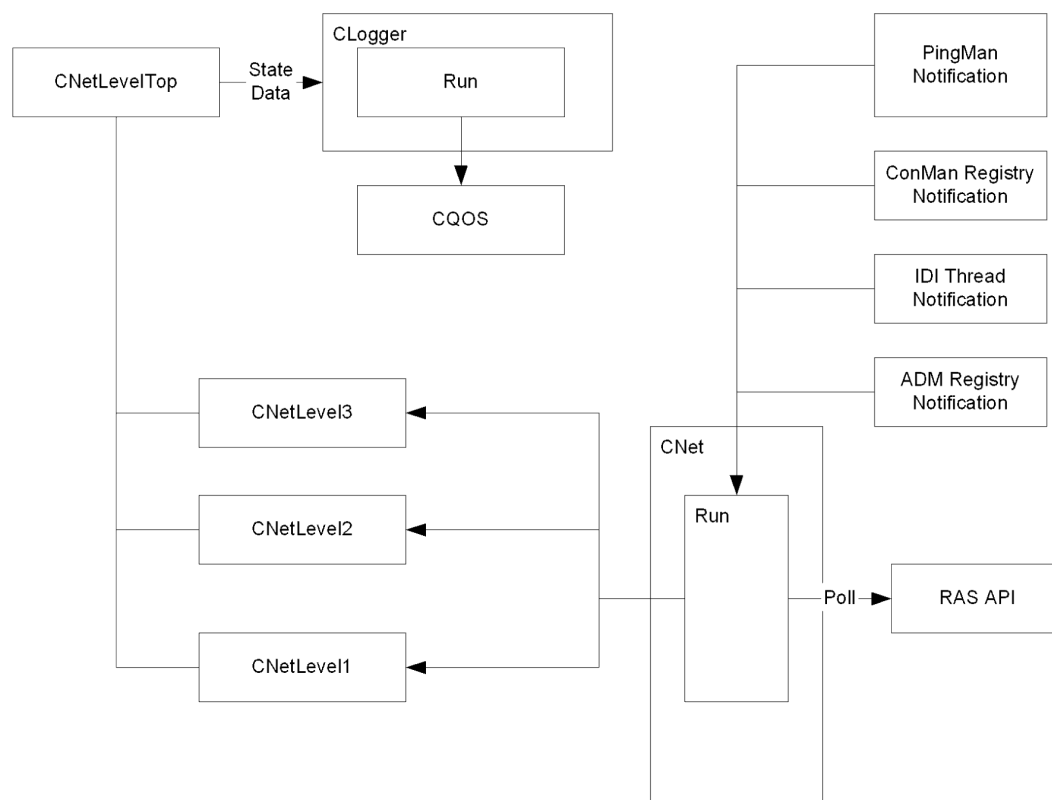 CLogger
CNetLevelTop
State
Data
Run
CQOS
PingMan
Notification
ConMan Registry
Notification
IDI Thread
Notification
ADM Registry
Notification
CNetLevel3
CNetLevel2
CNetLevel1
CNet
Run
Poll
RAS API